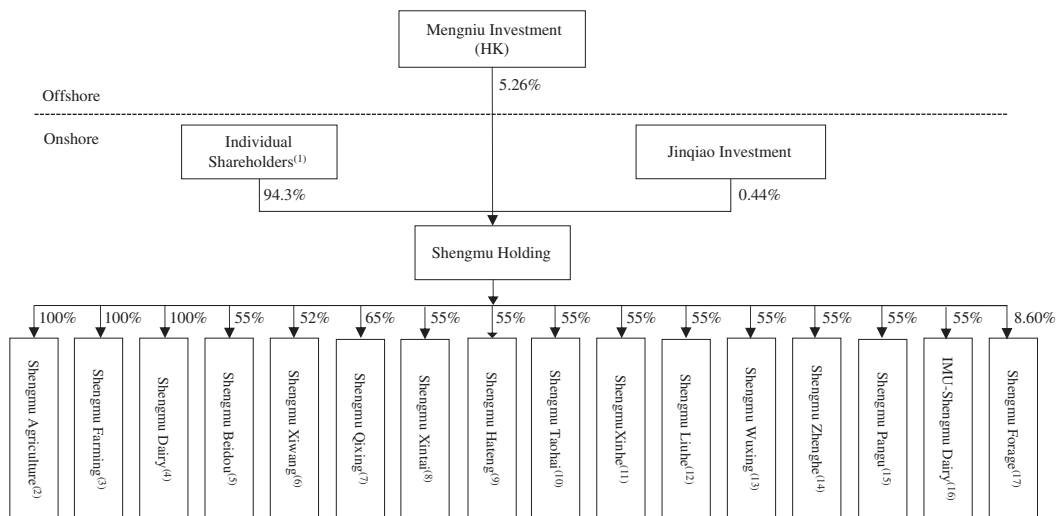 Mengniu Investment
(HK)
5.26%
Offshore
Onshore
Individual
Shareholders(1)
Jinqiao Investment
94.3%
0.44%
Shengmu Holding
100% 100% 100% 55% 52% 65% 55% 55% 55% 55% 55% 55% 55% 55% 55% 8.60%
Shengmu Agriculture(2)
Shengmu Farming(3)
Shengmu Dairy(4)
Shengmu Beidou(5)
Shengmu Xiwang(6)
Shengmu Qixing(7)
Shengmu Xintai(8)
Shengmu Hateng(9)
Shengmu Taohai(10)
ShengmuXinhe(11)
Shengmu Liuhe(12)
Shengmu Wuxing(13)
Shengmu Zhenghe(14)
Shengmu Pangu(15)
IMU-Shengmu Dairy(16)
Shengmu Forage(17)